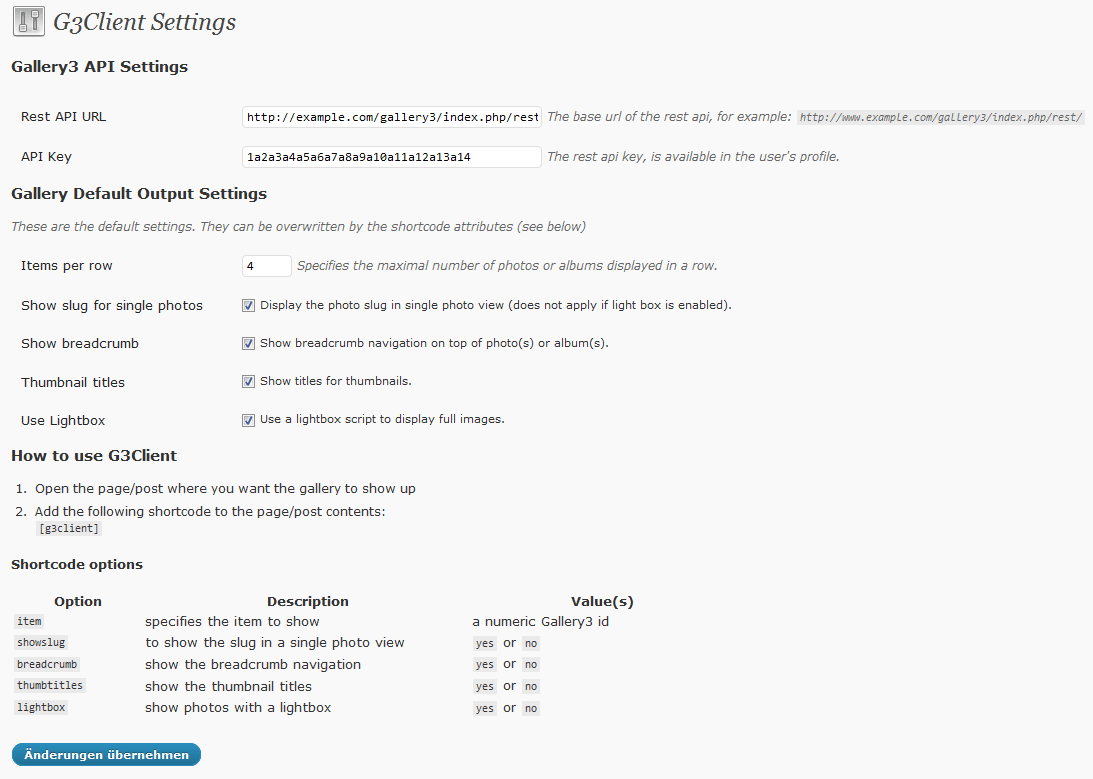 G3Client Settings
Gallery3 API Settings
Rest API URL http://example.com/gallery3/index.php/rest The base url of the rest api, for example: http://www.example.com/gallery3/index.php/rest/
API Key 1a2a3a4a5a6a7a8a9a10a11a12a13a14 The rest api key, is available in the user's profile.
Gallery Default Output Settings
These are the default settings. They can be overwritten by the shortcode attributes (see below)
Items per row 4 Specifies the maximal number of photos or albums displayed in a row.
Show slug for single photos Display the photo slug in single photo view (does not apply if light box is enabled).
Show breadcrumb Show breadcrumb navigation on top of photo(s) or album(s).
Thumbnail titles Show titles for thumbnails.
Use Lightbox Use a lightbox script to display full images.
How to use G3Client
1. Open the page/post where you want the gallery to show up
2. Add the following shortcode to the page/post contents:
[g3client]
Shortcode options
Option Description Value(s)
item specifies the item to show a numeric Gallery3 id
showslug to show the slug in a single photo view yes or no
breadcrumb show the breadcrumb navigation yes or no
thumbtitles show the thumbnail titles yes or no
lightbox show photos with a lightbox yes or no
Änderungen übernehmen